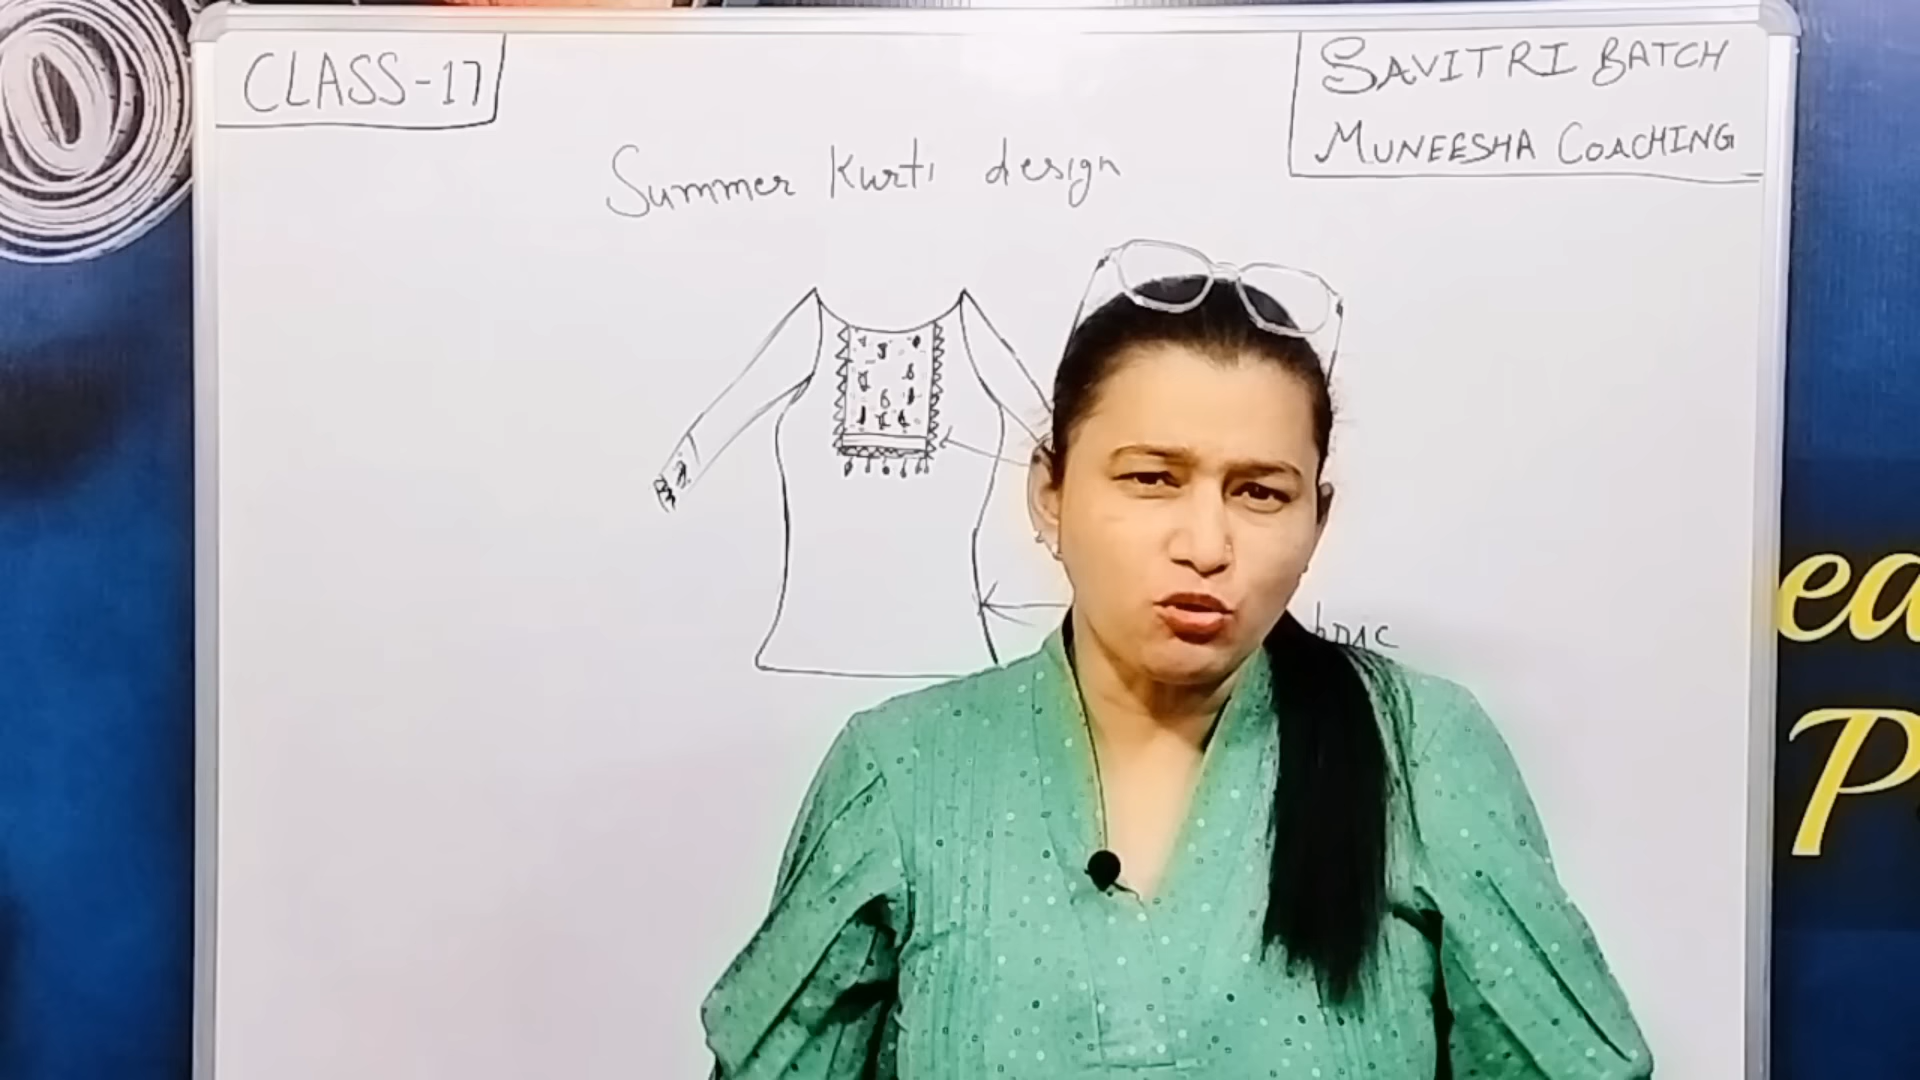 CLASS-17
SAVITRI BATCH
MUNEESHA COACHING
Summer Kurti design